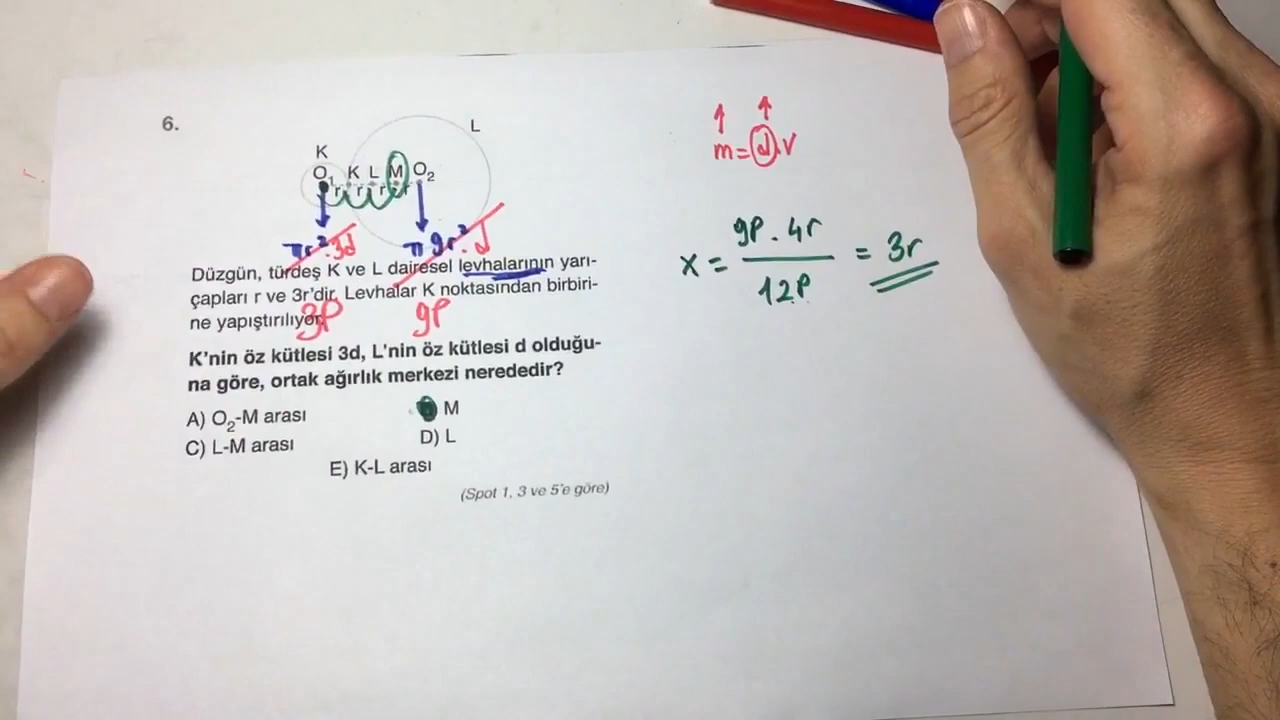 6.
L
K
O₁ K L M O₂
r r r r
πr².3d π9r².d
Düzgün, türdeş K ve L dairesel levhalarının yarı-
çapları r ve 3r'dir. Levhalar K noktasından birbiri-
ne yapıştırılıyor.
3P 9P
K'nin öz kütlesi 3d, L'nin öz kütlesi d olduğu-
na göre, ortak ağırlık merkezi nerededir?
A) O₂-M arası
M
C) L-M arası
D) L
E) K-L arası
(Spot 1, 3 ve 5'e göre)
m=d.V
x = 9P.4r / 12P = 3r